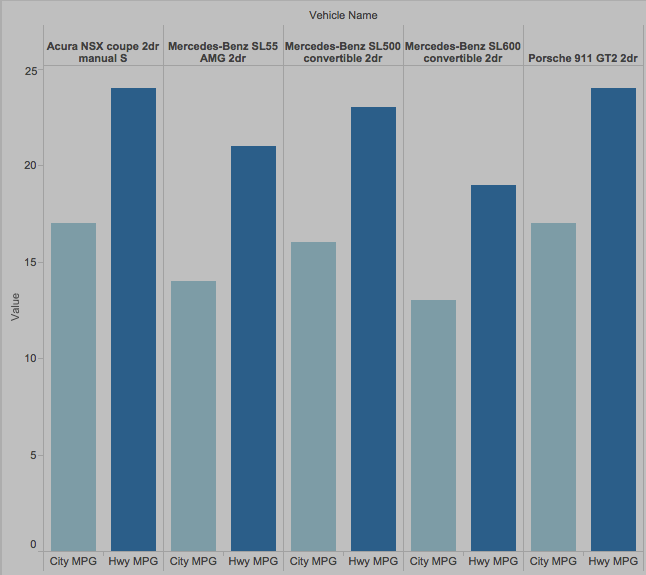 Vehicle Name
Acura NSX coupe 2dr manual S
Mercedes-Benz SL55 AMG 2dr
Mercedes-Benz SL500 convertible 2dr
Mercedes-Benz SL600 convertible 2dr
Porsche 911 GT2 2dr
25
20
15
10
5
0
Value
City MPG
Hwy MPG
City MPG
Hwy MPG
City MPG
Hwy MPG
City MPG
Hwy MPG
City MPG
Hwy MPG